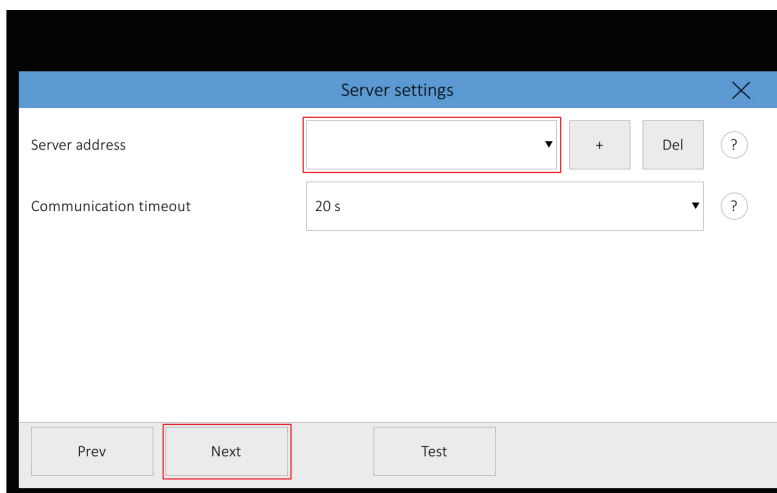 Server settings
Server address + Del ?
Communication timeout 20 s ?
Prev Next Test